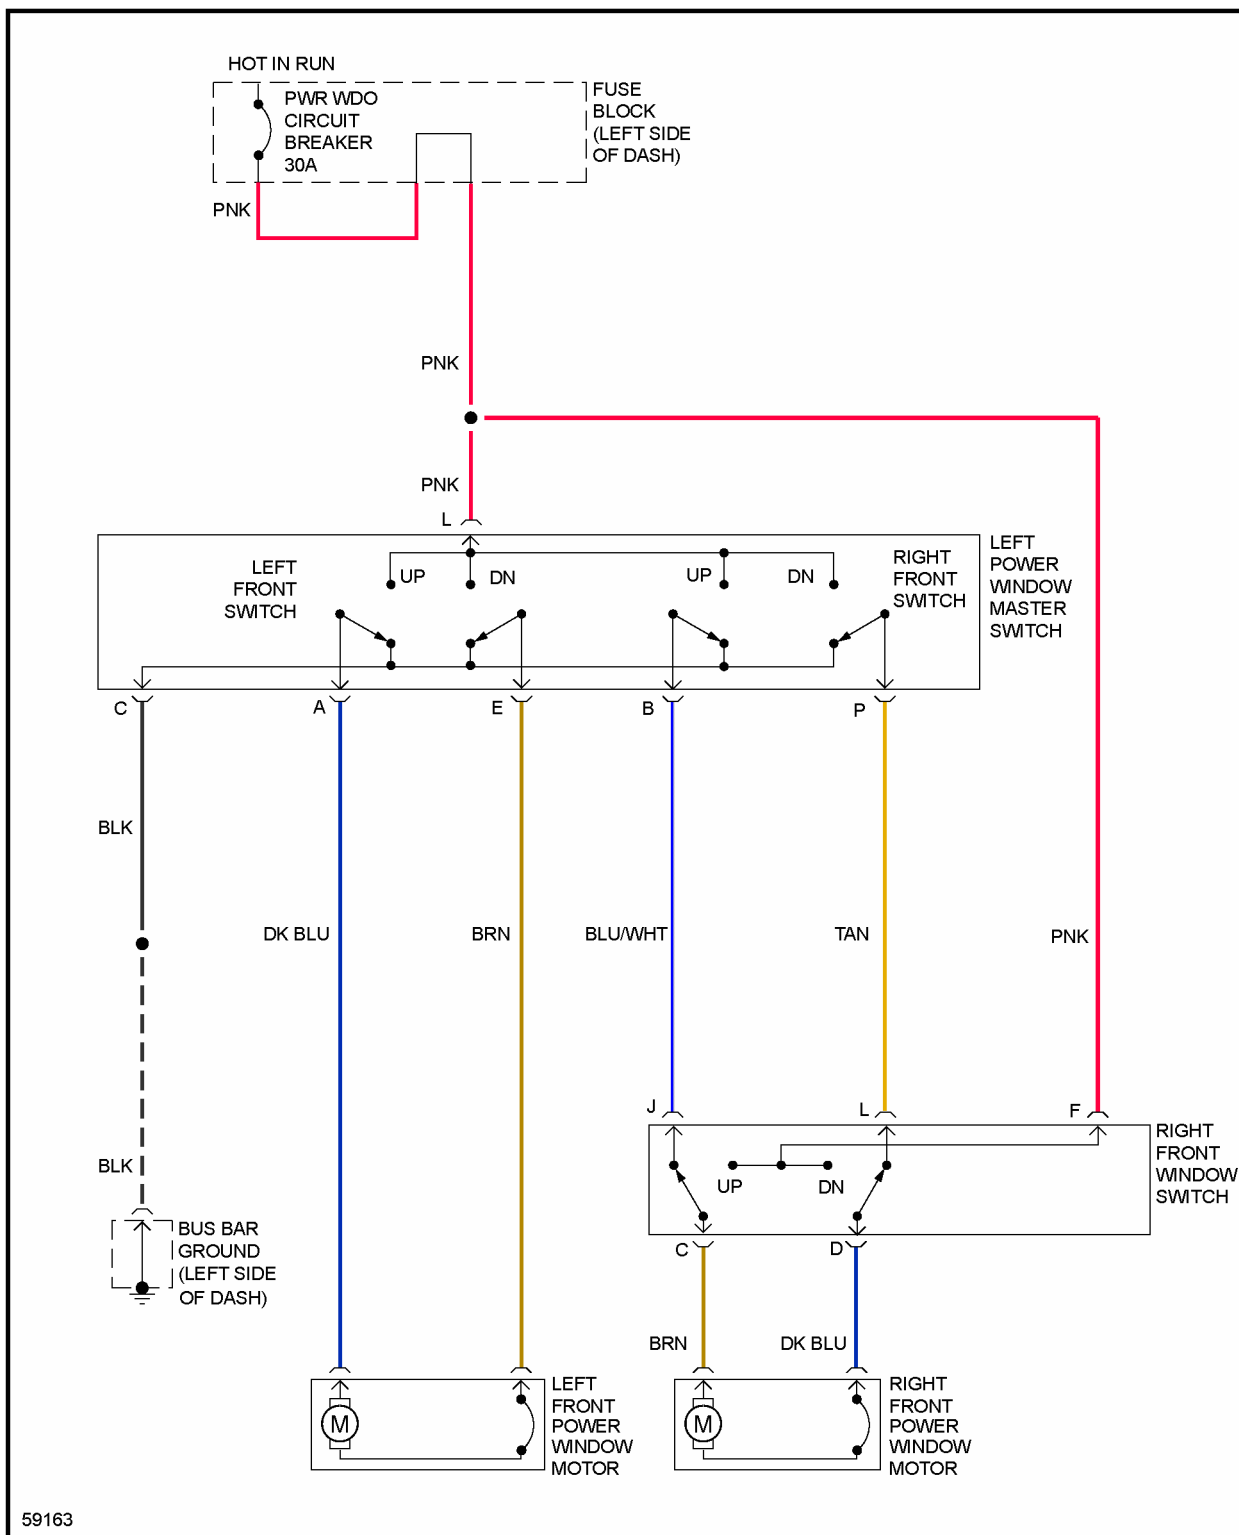 HOT IN RUN
PWR WDO
CIRCUIT
BREAKER
30A
FUSE
BLOCK
(LEFT SIDE
OF DASH)
PNK
PNK
PNK
L
LEFT
FRONT
SWITCH
UP
DN
UP
DN
RIGHT
FRONT
SWITCH
LEFT
POWER
WINDOW
MASTER
SWITCH
C
A
E
B
P
BLK
DK BLU
BRN
BLU/WHT
TAN
PNK
J
L
F
UP
DN
RIGHT
FRONT
WINDOW
SWITCH
BLK
BUS BAR
GROUND
(LEFT SIDE
OF DASH)
C
D
BRN
DK BLU
M
LEFT
FRONT
POWER
WINDOW
MOTOR
M
RIGHT
FRONT
POWER
WINDOW
MOTOR
59163